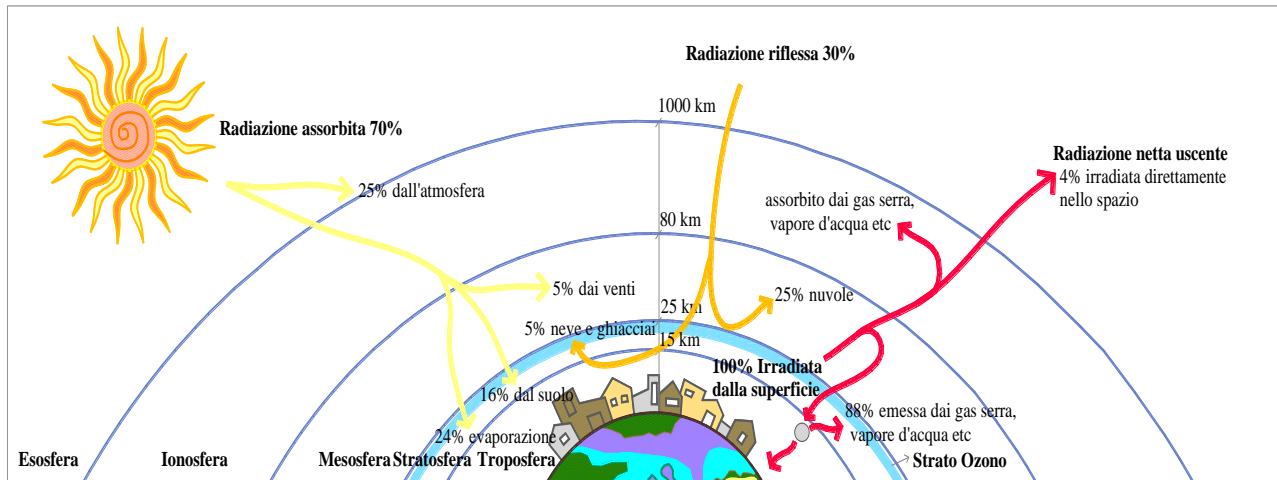 Radiazione riflessa 30%
1000 km
Radiazione assorbita 70%
Radiazione netta uscente
4% irradiata direttamente
nello spazio
25% dall'atmosfera
assorbito dai gas serra,
vapore d'acqua etc
80 km
5% dai venti
25% nuvole
25 km
5% neve e ghiacciai
15 km
100% Irradiata
dalla superficie
16% dal suolo
88% emessa dai gas serra,
vapore d'acqua etc
24% evaporazione
Esosfera
Ionosfera
Mesosfera
Stratosfera
Troposfera
Strato Ozono